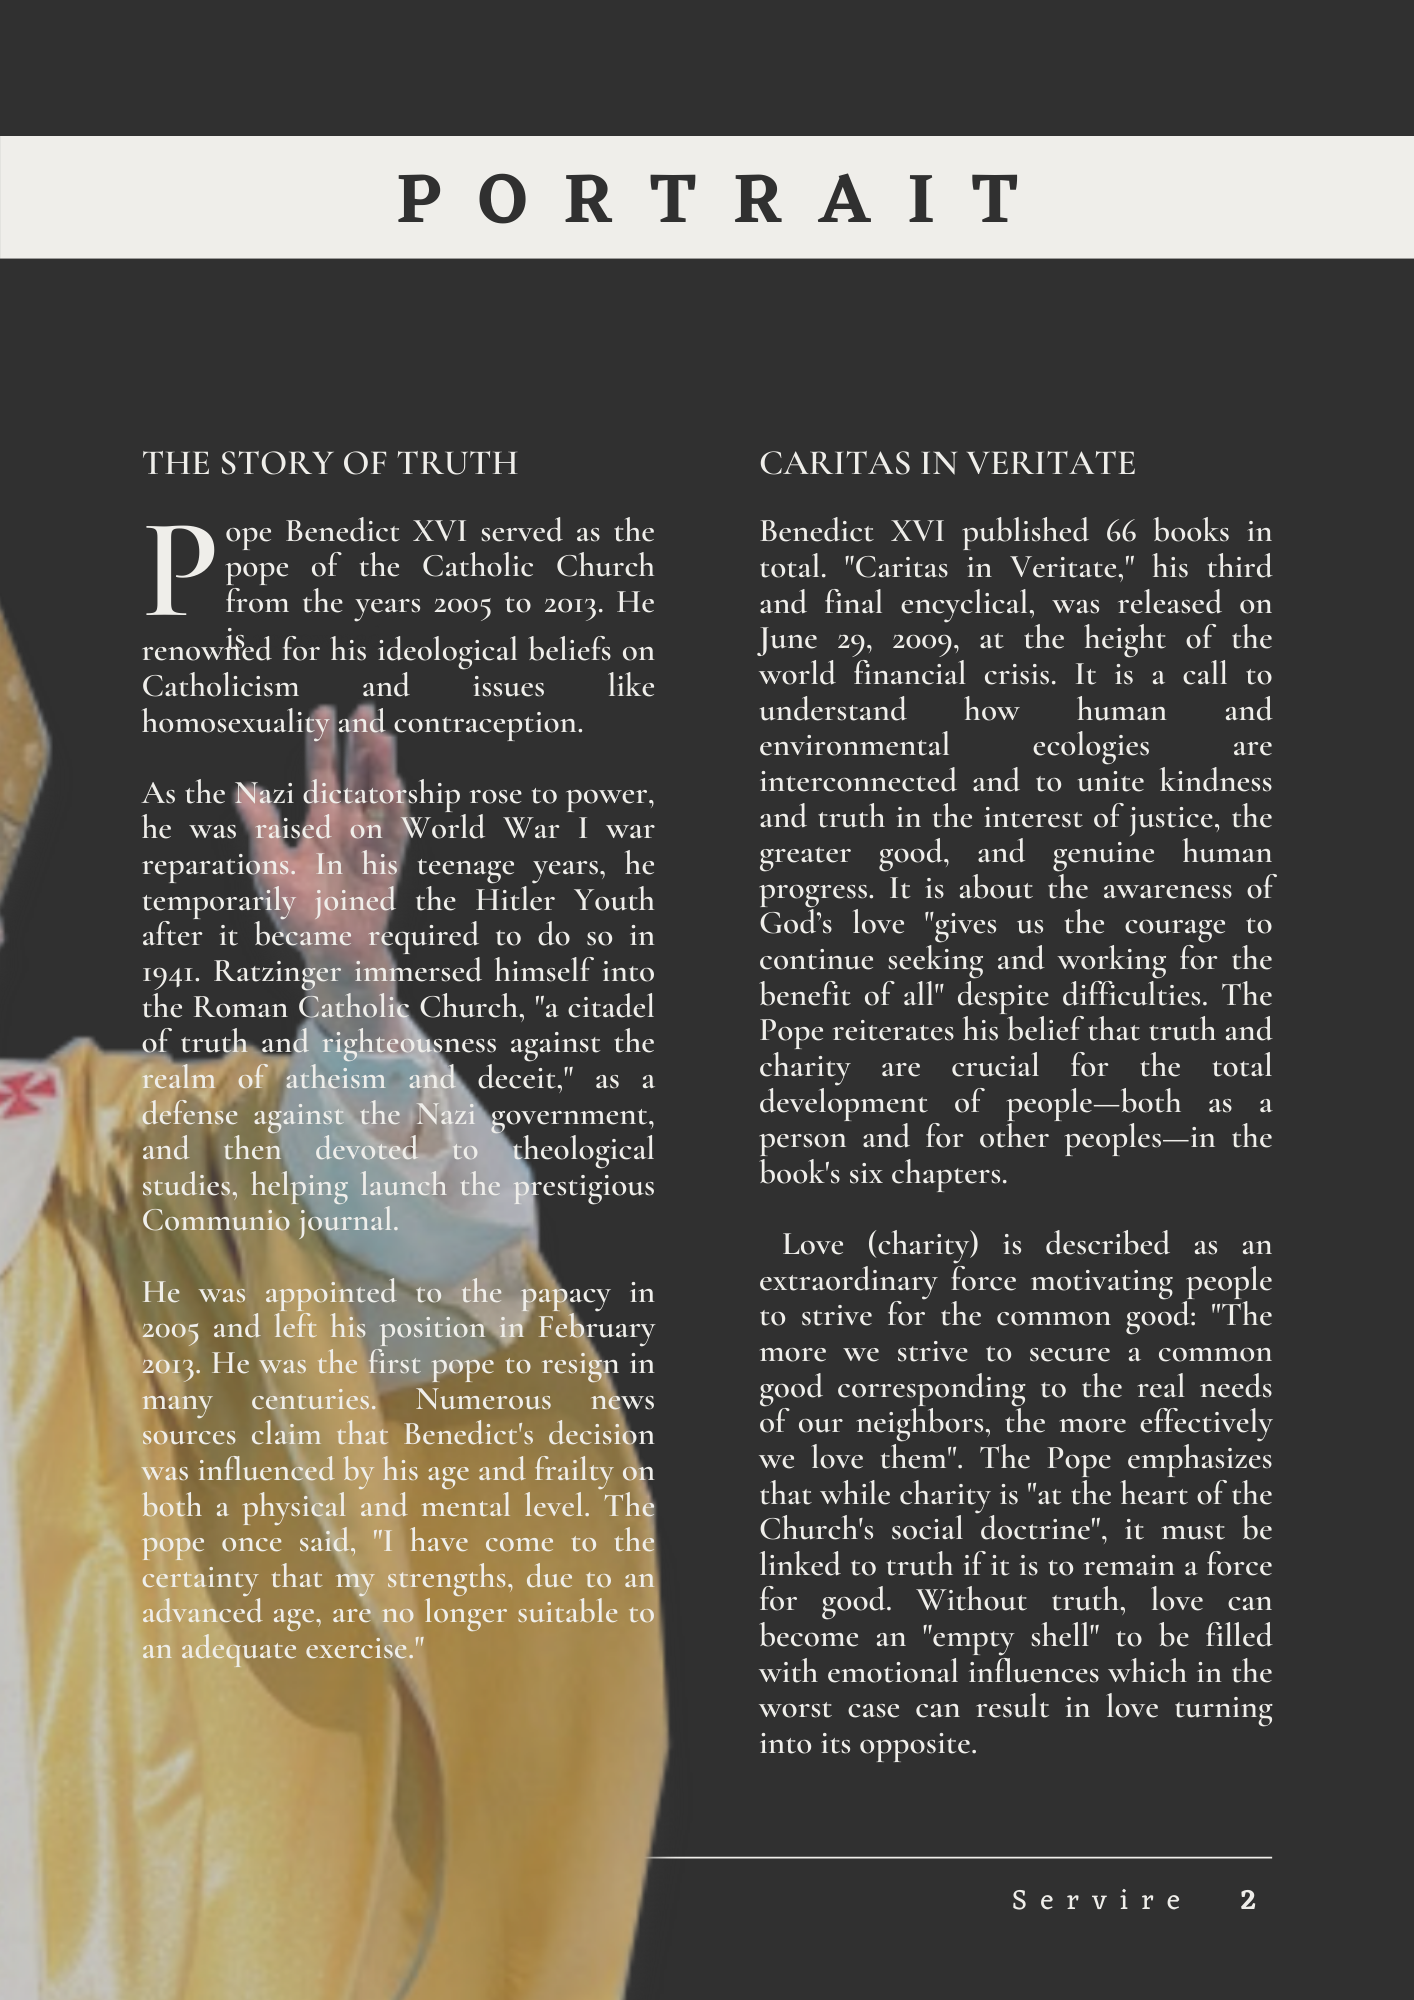 PORTRAIT
THE STORY OF TRUTH
Pope Benedict XVI served as the
pope of the Catholic Church
from the years 2005 to 2013. He
is
renowned for his ideological beliefs on
Catholicism and issues like
homosexuality and contraception.
As the Nazi dictatorship rose to power,
he was raised on World War I war
reparations. In his teenage years, he
temporarily joined the Hitler Youth
after it became required to do so in
1941. Ratzinger immersed himself into
the Roman Catholic Church, "a citadel
of truth and righteousness against the
realm of atheism and deceit," as a
defense against the Nazi government,
and then devoted to theological
studies, helping launch the prestigious
Communio journal.
He was appointed to the papacy in
2005 and left his position in February
2013. He was the first pope to resign in
many centuries. Numerous news
sources claim that Benedict's decision
was influenced by his age and frailty on
both a physical and mental level. The
pope once said, "I have come to the
certainty that my strengths, due to an
advanced age, are no longer suitable to
an adequate exercise."
CARITAS IN VERITATE
Benedict XVI published 66 books in
total. "Caritas in Veritate," his third
and final encyclical, was released on
June 29, 2009, at the height of the
world financial crisis. It is a call to
understand how human and
environmental ecologies are
interconnected and to unite kindness
and truth in the interest of justice, the
greater good, and genuine human
progress. It is about the awareness of
God’s love "gives us the courage to
continue seeking and working for the
benefit of all" despite difficulties. The
Pope reiterates his belief that truth and
charity are crucial for the total
development of people—both as a
person and for other peoples—in the
book's six chapters.
Love (charity) is described as an
extraordinary force motivating people
to strive for the common good: "The
more we strive to secure a common
good corresponding to the real needs
of our neighbors, the more effectively
we love them". The Pope emphasizes
that while charity is "at the heart of the
Church's social doctrine", it must be
linked to truth if it is to remain a force
for good. Without truth, love can
become an "empty shell" to be filled
with emotional influences which in the
worst case can result in love turning
into its opposite.
Servire 2